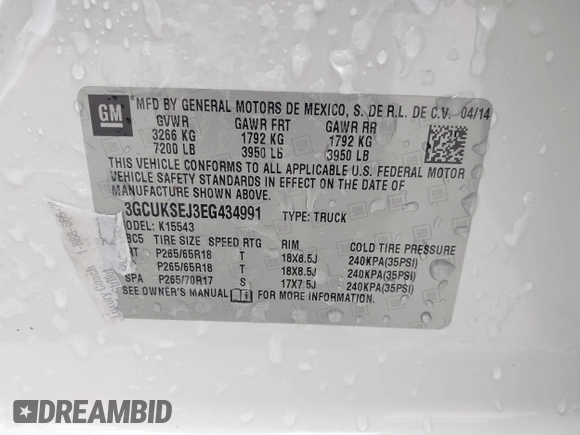 GM
MFD BY GENERAL MOTORS DE MEXICO, S. DE R.L. DE C.V. 04/14
GVWR GAWR FRT GAWR RR
3266 KG 1792 KG 1792 KG
7200 LB 3950 LB 3950 LB
THIS VEHICLE CONFORMS TO ALL APPLICABLE U.S. FEDERAL MOTOR
VEHICLE SAFETY STANDARDS IN EFFECT ON THE DATE OF
MANUFACTURE SHOWN ABOVE.
3GCUKSEJ3EG434991 TYPE: TRUCK
MODEL: K15543
BC5 TIRE SIZE SPEED RTG RIM COLD TIRE PRESSURE
RT P265/65R18 T 18X8.5J 240KPA(35PSI)
P265/65R18 T 18X8.5J 240KPA(35PSI)
SPA P265/70R17 S 17X7.5J 240KPA(35PSI)
SEE OWNER'S MANUAL FOR MORE INFORMATION.
DREAMBID